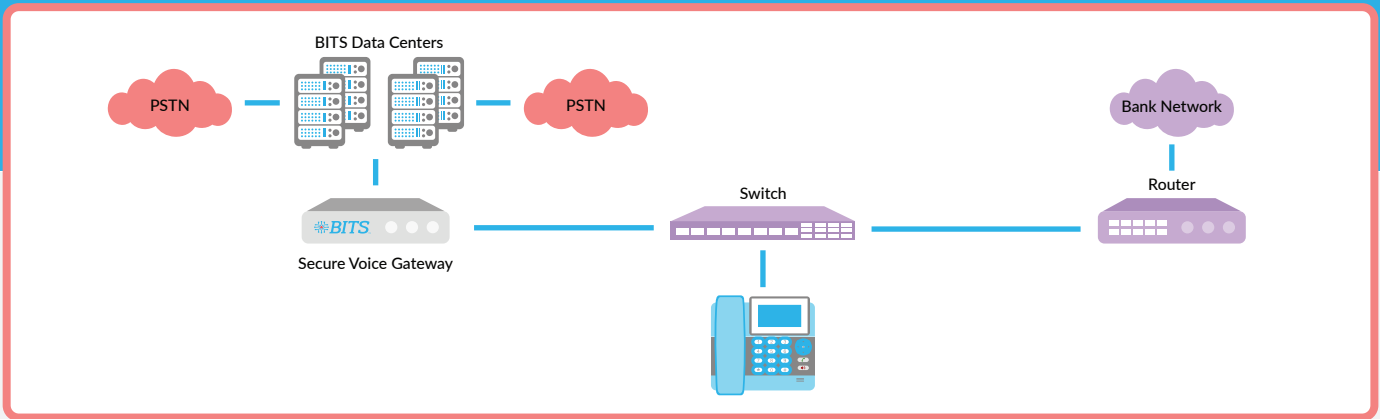 BITS Data Centers
PSTN
PSTN
Bank Network
Router
Switch
BITS
Secure Voice Gateway